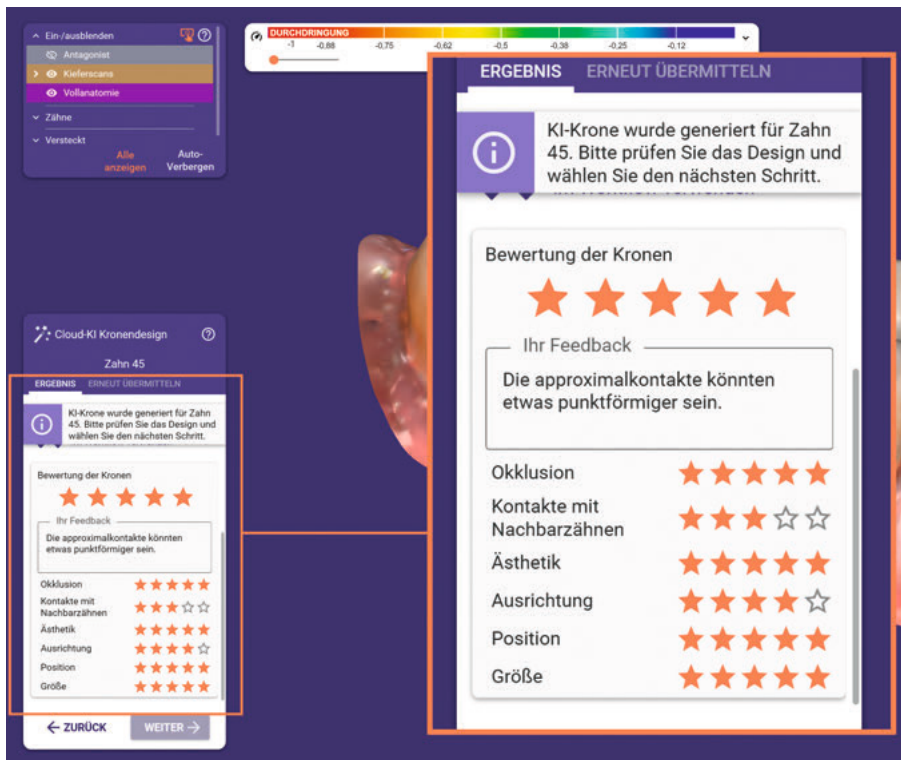 Ein-/ausblenden
Antagonist
Kieferscans
Vollanatomie
Zähne
Versteckt
Alle anzeigen
Auto-Verbergen
DURCHDRINGUNG
-1 -0,88 -0,75 -0,62 -0,5 -0,38 -0,25 -0,12
Cloud-KI Kronendesign
Zahn 45
ERGEBNIS ERNEUT ÜBERMITTELN
KI-Krone wurde generiert für Zahn
45. Bitte prüfen Sie das Design und
wählen Sie den nächsten Schritt.
Bewertung der Kronen
Ihr Feedback
Die approximalkontakte könnten
etwas punktförmiger sein.
Okklusion
Kontakte mit
Nachbarzähnen
Ästhetik
Ausrichtung
Position
Größe
ZURÜCK
WEITER
ERGEBNIS ERNEUT ÜBERMITTELN
KI-Krone wurde generiert für Zahn
45. Bitte prüfen Sie das Design und
wählen Sie den nächsten Schritt.
Bewertung der Kronen
Ihr Feedback
Die approximalkontakte könnten
etwas punktförmiger sein.
Okklusion
Kontakte mit
Nachbarzähnen
Ästhetik
Ausrichtung
Position
Größe